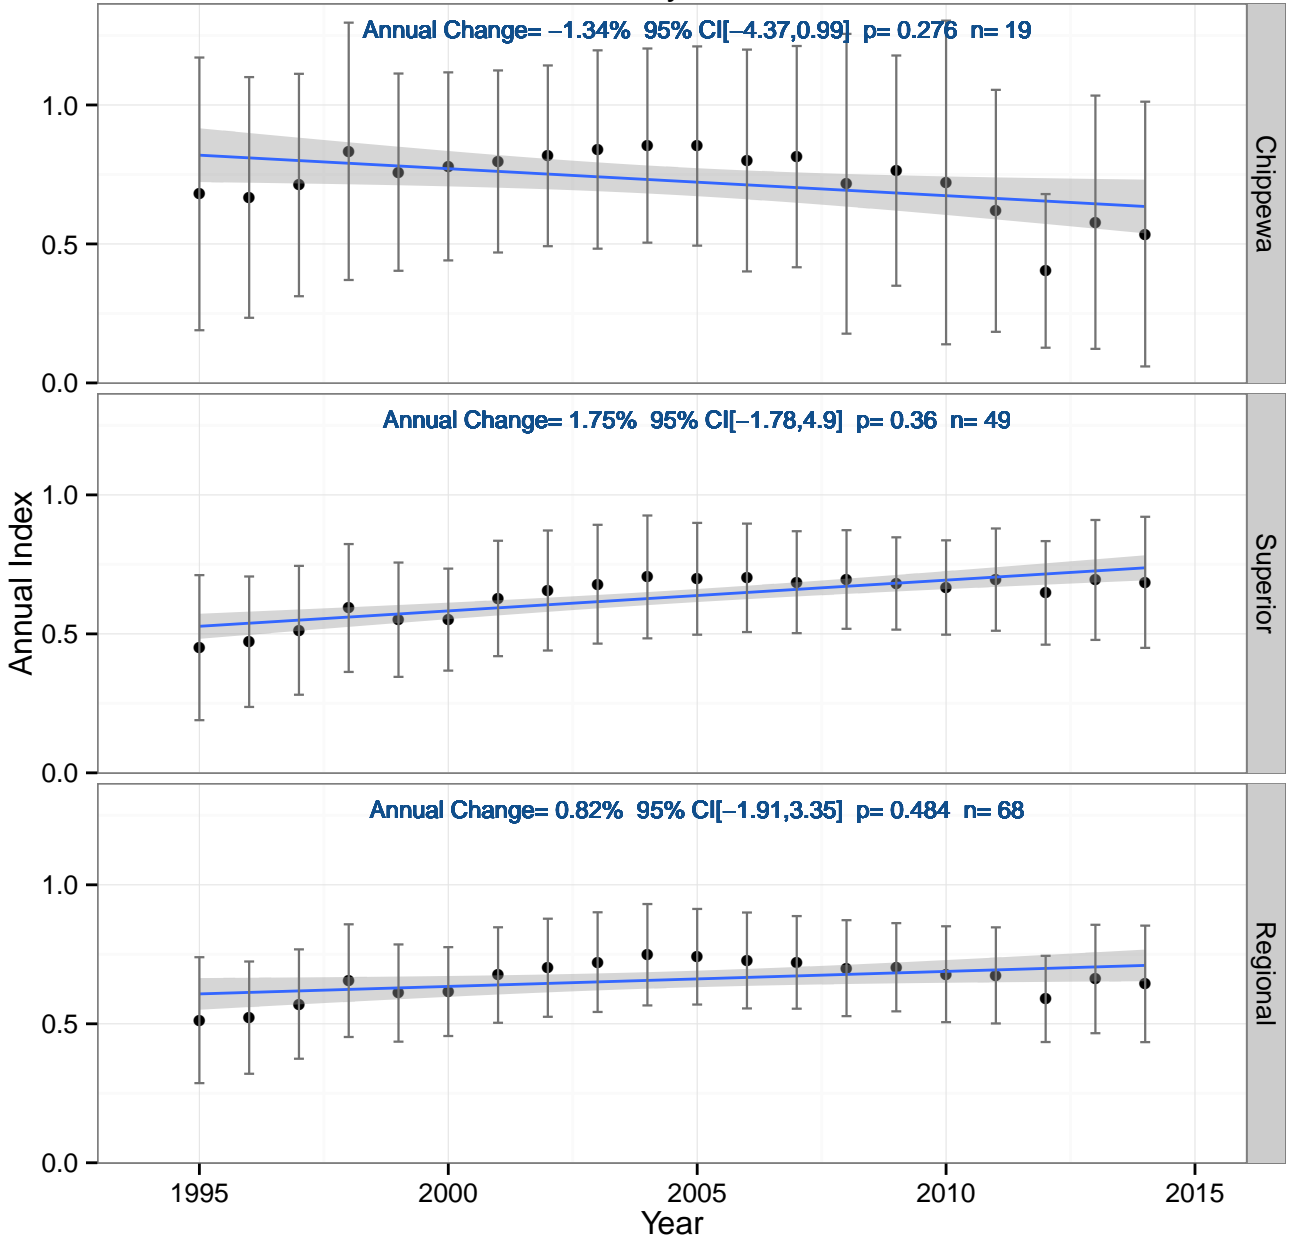 Annual Change= −1.34%  95% CI[−4.37,0.99]  p= 0.276  n= 19
1.0
0.5
0.0
Chippewa
Annual Change= 1.75%  95% CI[−1.78,4.9]  p= 0.36  n= 49
1.0
0.5
0.0
Superior
Annual Index
Annual Change= 0.82%  95% CI[−1.91,3.35]  p= 0.484  n= 68
1.0
0.5
0.0
Regional
1995 2000 2005 2010 2015
Year